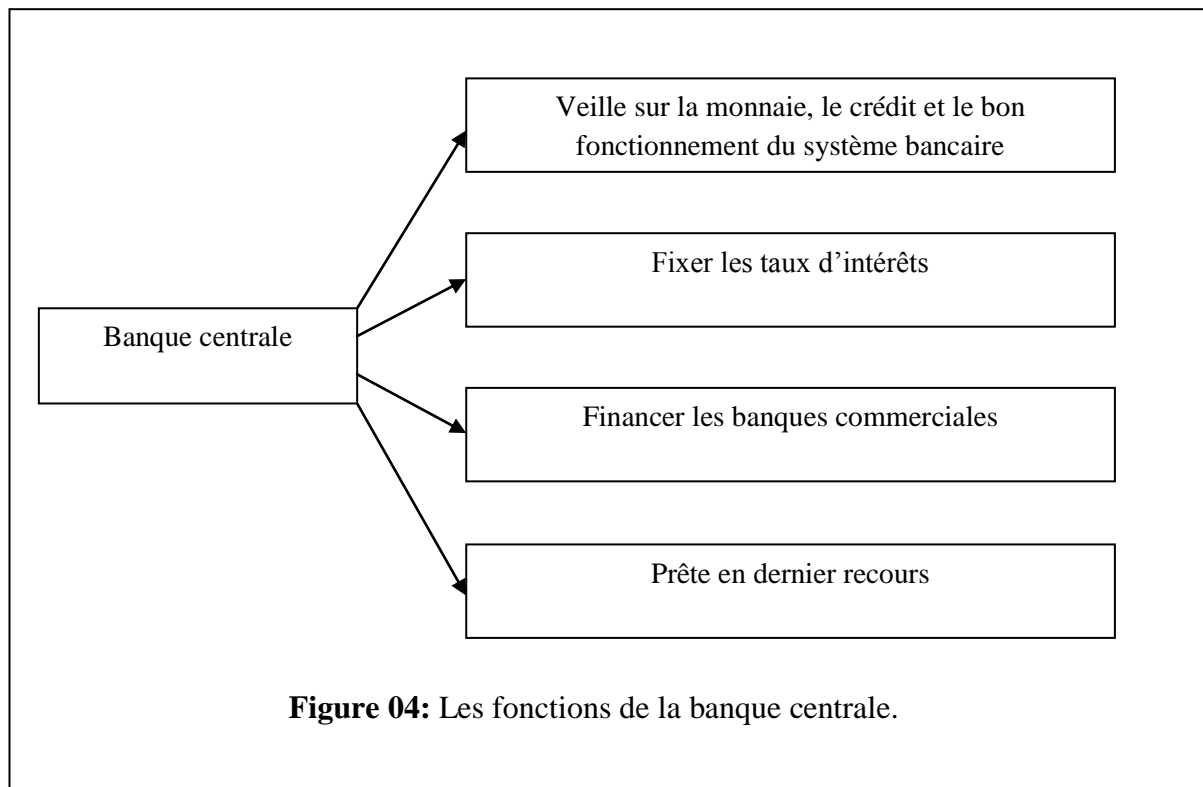 Veille sur la monnaie, le crédit et le bon
fonctionnement du système bancaire
Fixer les taux d’intérêts
Banque centrale
Financer les banques commerciales
Prête en dernier recours
Figure 04: Les fonctions de la banque centrale.